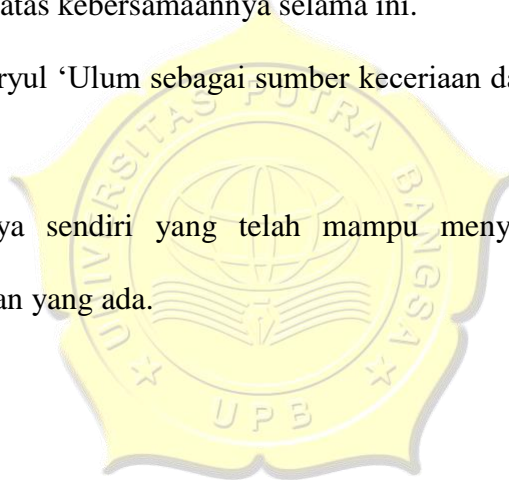 atas kebersamaannya selama ini.
ryul ‘Ulum sebagai sumber keceriaan da
ya sendiri yang telah mampu meny
an yang ada.
UNIVERSITAS PUTRA BANGSA
UPB